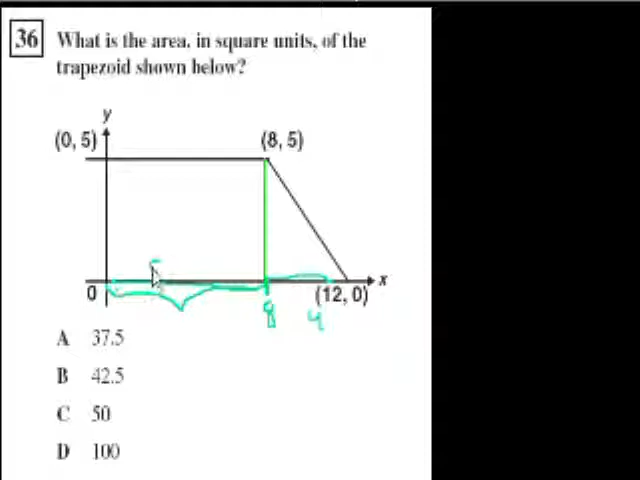 36 What is the area, in square units, of the
trapezoid shown below?
y
(0, 5) (8, 5)
x
0 (12, 0)
8 4
A 37.5
B 42.5
C 50
D 100